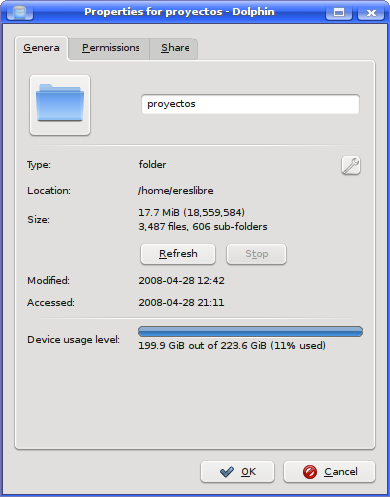 Properties for proyectos - Dolphin
Genera
Permissions
Share
proyectos
Type: folder
Location: /home/ereslibre
Size: 17.7 MiB (18,559,584)
3,487 files, 606 sub-folders
Refresh
Stop
Modified: 2008-04-28 12:42
Accessed: 2008-04-28 21:11
Device usage level:
199.9 GiB out of 223.6 GiB (11% used)
OK
Cancel